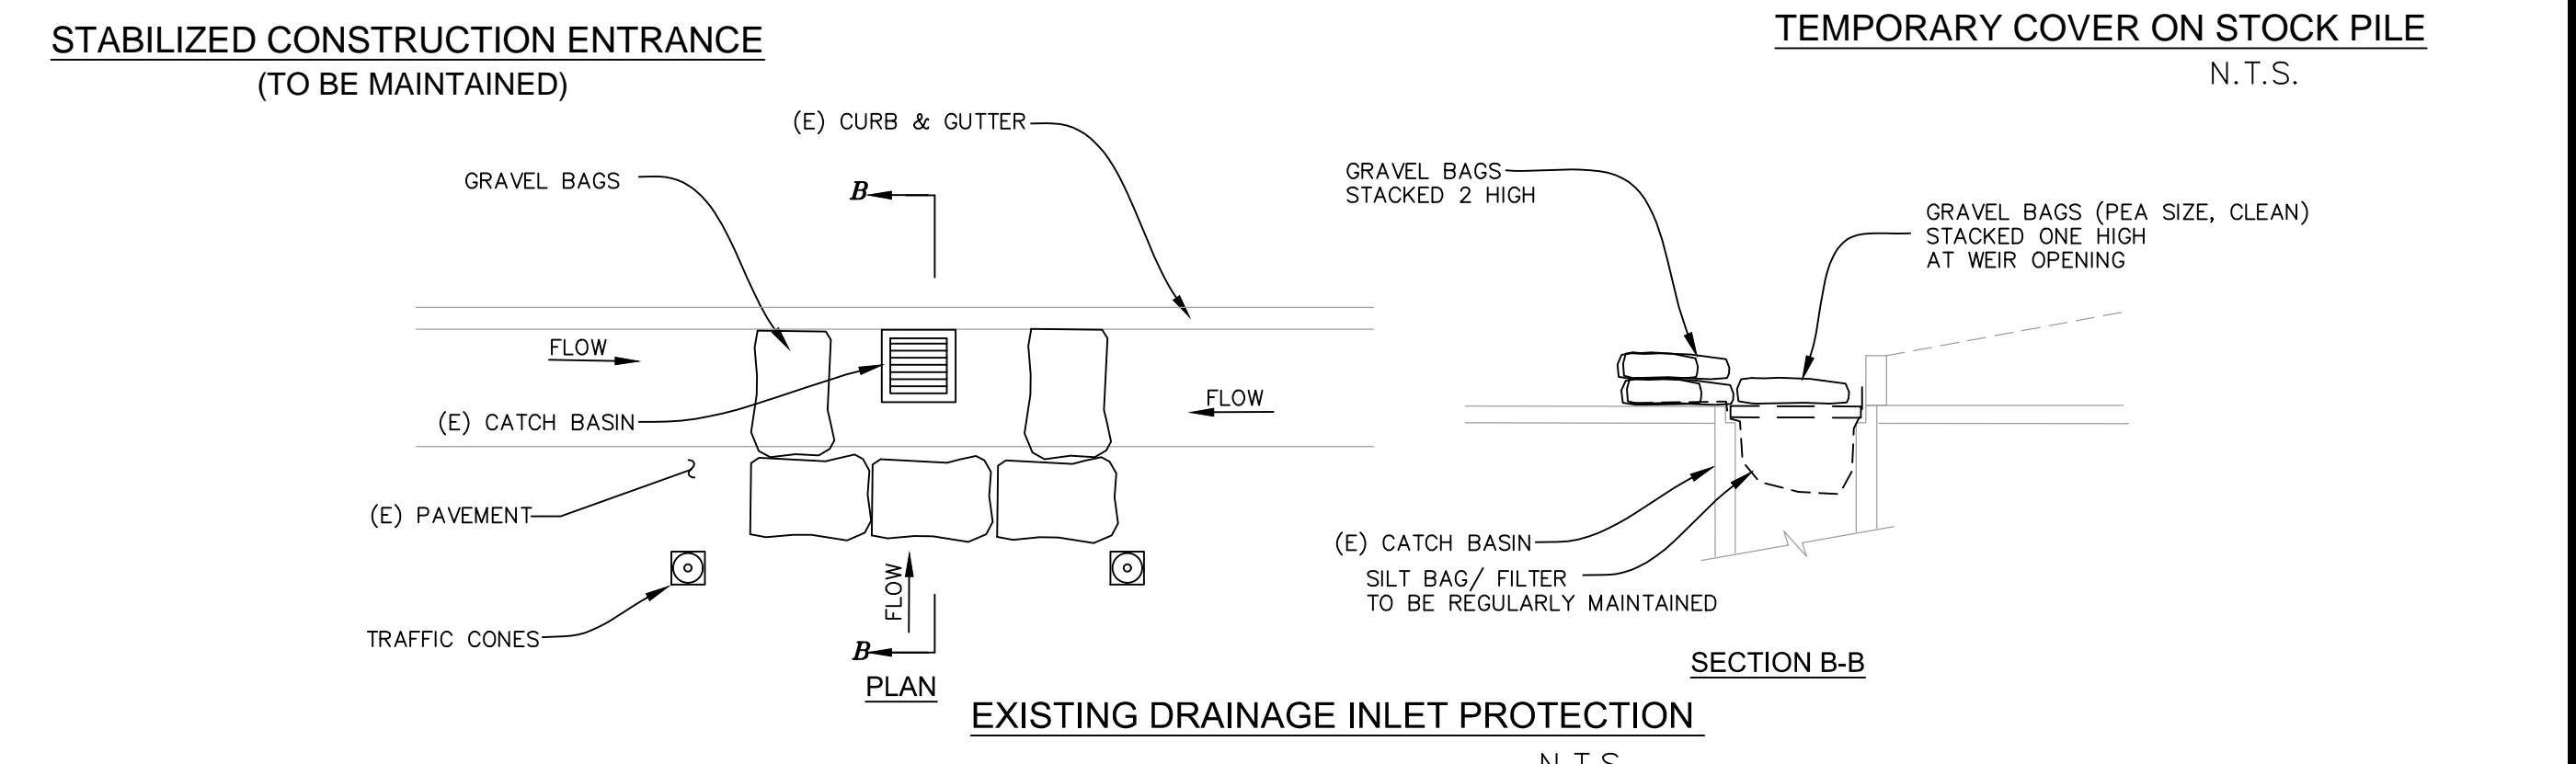 STABILIZED CONSTRUCTION ENTRANCE
(TO BE MAINTAINED)
TEMPORARY COVER ON STOCK PILE
N.T.S.
(E) CURB & GUTTER
GRAVEL BAGS
B
FLOW
FLOW
(E) CATCH BASIN
(E) PAVEMENT
FLOW
TRAFFIC CONES
B
PLAN
GRAVEL BAGS
STACKED 2 HIGH
GRAVEL BAGS (PEA SIZE, CLEAN)
STACKED ONE HIGH
AT WEIR OPENING
(E) CATCH BASIN
SILT BAG/ FILTER
TO BE REGULARLY MAINTAINED
SECTION B-B
EXISTING DRAINAGE INLET PROTECTION
N.T.S.